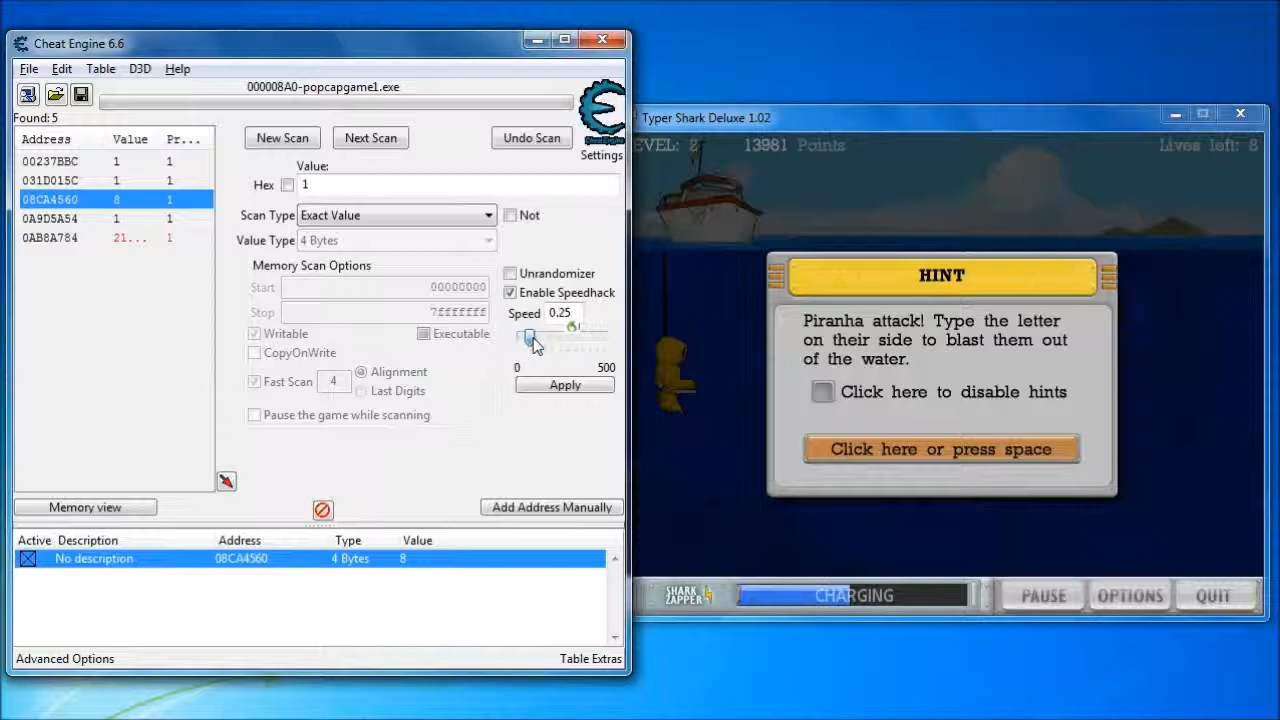 Cheat Engine 6.6
File Edit Table D3D Help
000008A0-popcapgame1.exe
Found: 5
Address Value Pr...
00237BBC 1 1
031D015C 1 1
08CA4560 8 1
0A9D5A54 1 1
0AB8A784 21... 1
New Scan Next Scan Undo Scan
Cheat Engine
Settings
Value:
Hex 1
Scan Type Exact Value Not
Value Type 4 Bytes
Memory Scan Options
Start 00000000
Stop 7fffffff
Writable Executable
CopyOnWrite
Fast Scan 4 Alignment
Last Digits
Pause the game while scanning
Unrandomizer
Enable Speedhack
Speed 0.25
0 500
Apply
Memory view Add Address Manually
Active Description Address Type Value
No description 08CA4560 4 Bytes 8
Advanced Options Table Extras
Typer Shark Deluxe 1.02
EVEL: 13981 Points Lives left: 8
HINT
Piranha attack! Type the letter
on their side to blast them out
of the water.
Click here to disable hints
Click here or press space
SHARK
ZAPPER
CHARGING
PAUSE OPTIONS QUIT